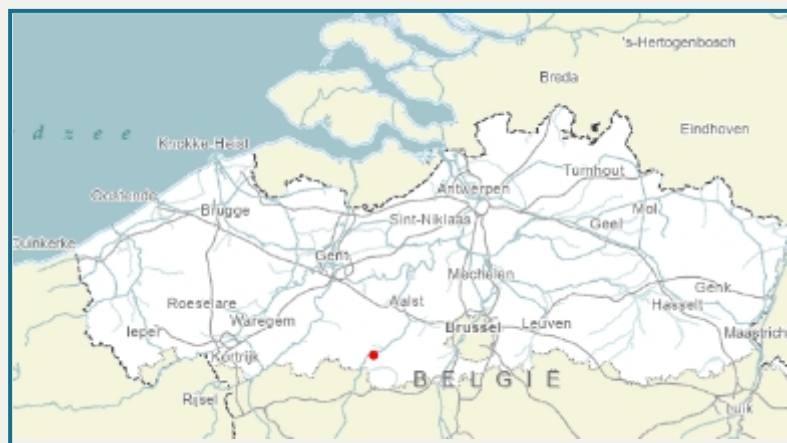 's-Hertogenbosch
Breda
d z e e
Eindhoven
Knokke-Heist
Turnhout
Antwerpen
Oostende
Mol
Brugge
Sint-Niklaas
Geel
Duinkerke
Gent
Mechelen
Genk
Aalst
Hasselt
Roeselare
Waregem
Brussel
Leuven
Ieper
Maastrich
Kortrijk
BELGIË
Rijsel
Luik